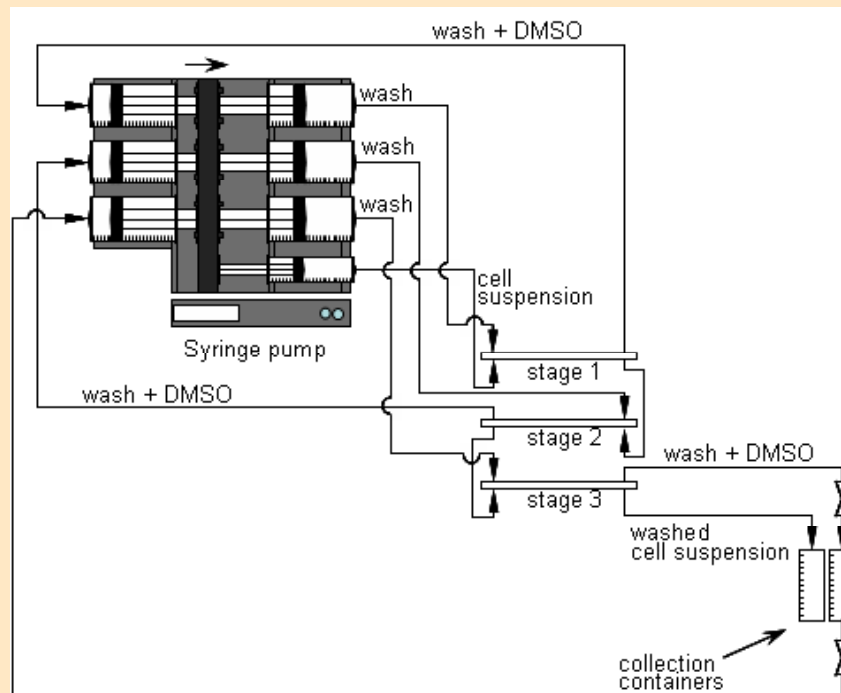 wash + DMSO
wash
wash
wash
cell
suspension
Syringe pump
stage 1
wash + DMSO
stage 2
wash + DMSO
stage 3
washed
cell suspension
collection
containers